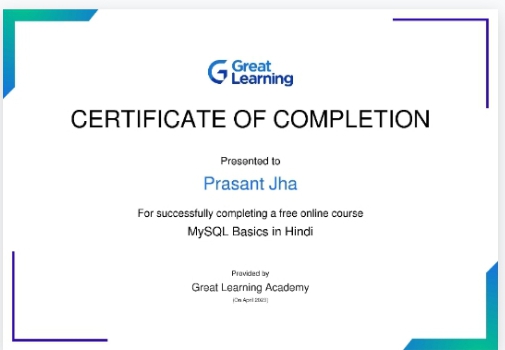 Great
Learning
CERTIFICATE OF COMPLETION
Presented to
Prasant Jha
For successfully completing a free online course
MySQL Basics in Hindi
Provided by
Great Learning Academy
(On April